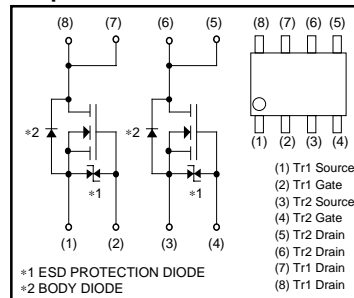 (8) (7) (6) (5)
(8) (7) (6) (5)
∗2 ∗2
∗1 ∗1
(1) (2) (3) (4)
(1) (2) (3) (4)
(1) Tr1 Source
(2) Tr1 Gate
(3) Tr2 Source
(4) Tr2 Gate
(5) Tr2 Drain
(6) Tr2 Drain
(7) Tr1 Drain
(8) Tr1 Drain
∗1 ESD PROTECTION DIODE
∗2 BODY DIODE